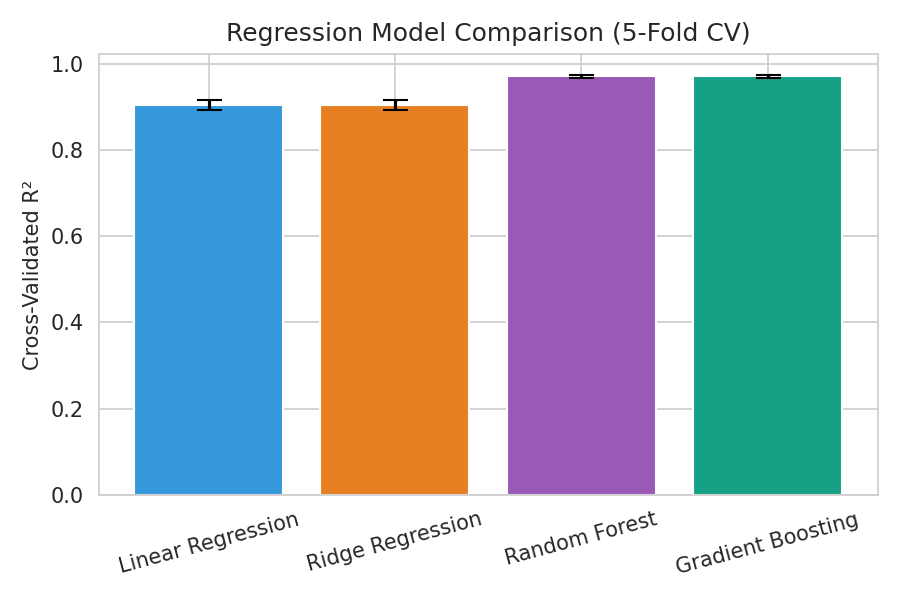 Regression Model Comparison (5-Fold CV)
Cross-Validated R²
1.0
0.8
0.6
0.4
0.2
0.0
Linear Regression
Ridge Regression
Random Forest
Gradient Boosting